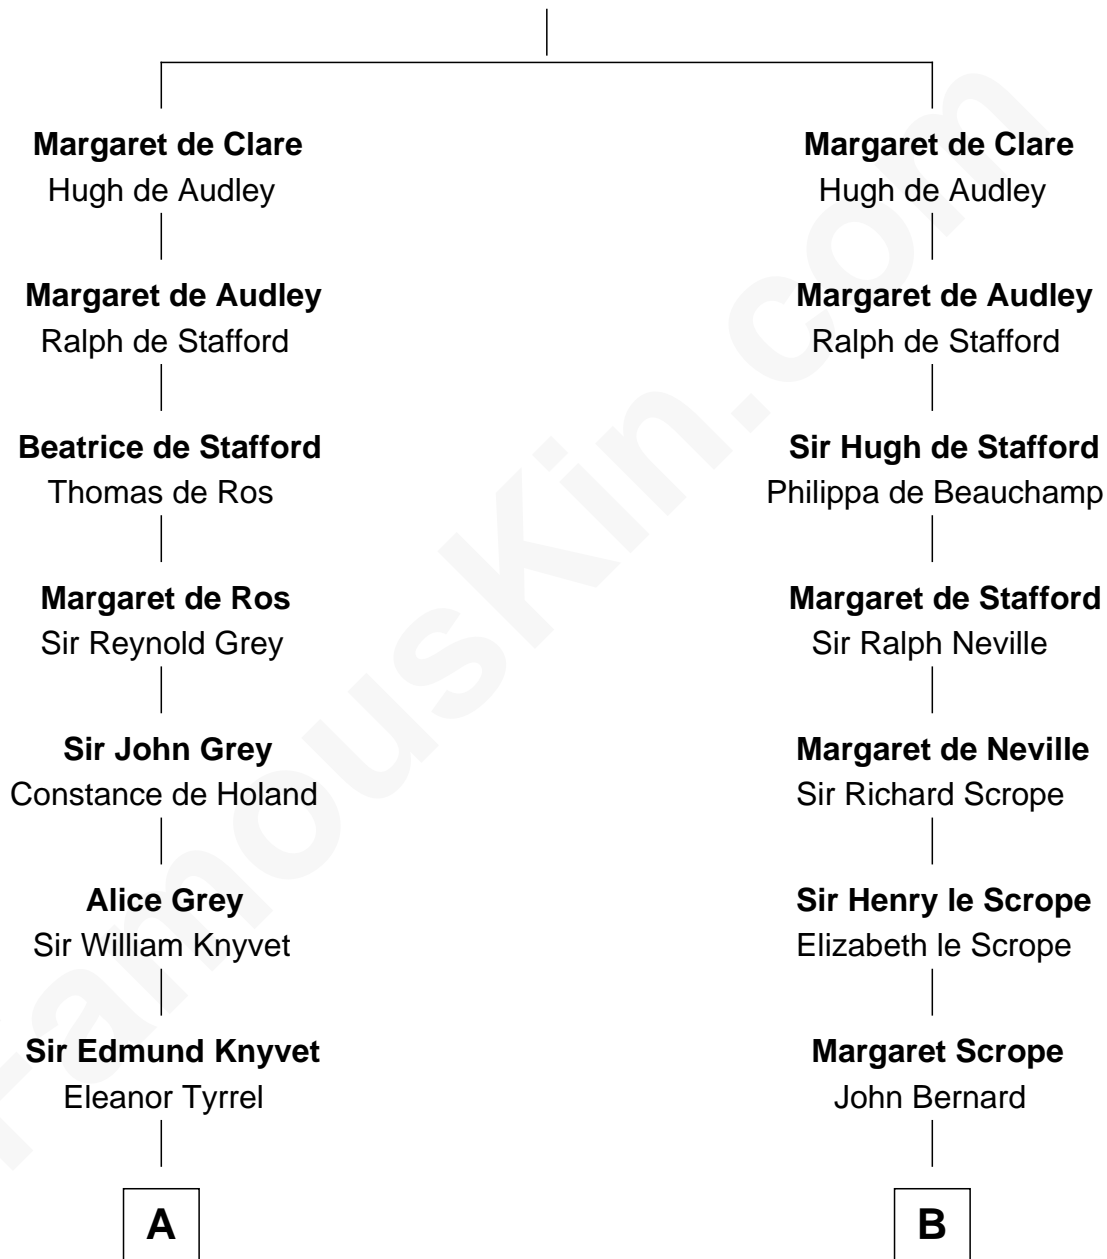 Margaret de Clare
Hugh de Audley
Margaret de Audley
Ralph de Stafford
Beatrice de Stafford
Thomas de Ros
Margaret de Ros
Sir Reynold Grey
Sir John Grey
Constance de Holand
Alice Grey
Sir William Knyvet
Sir Edmund Knyvet
Eleanor Tyrrel
A
Margaret de Clare
Hugh de Audley
Margaret de Audley
Ralph de Stafford
Sir Hugh de Stafford
Philippa de Beauchamp
Margaret de Stafford
Sir Ralph Neville
Margaret de Neville
Sir Richard Scrope
Sir Henry le Scrope
Elizabeth le Scrope
Margaret Scrope
John Bernard
B
FamousKin.com